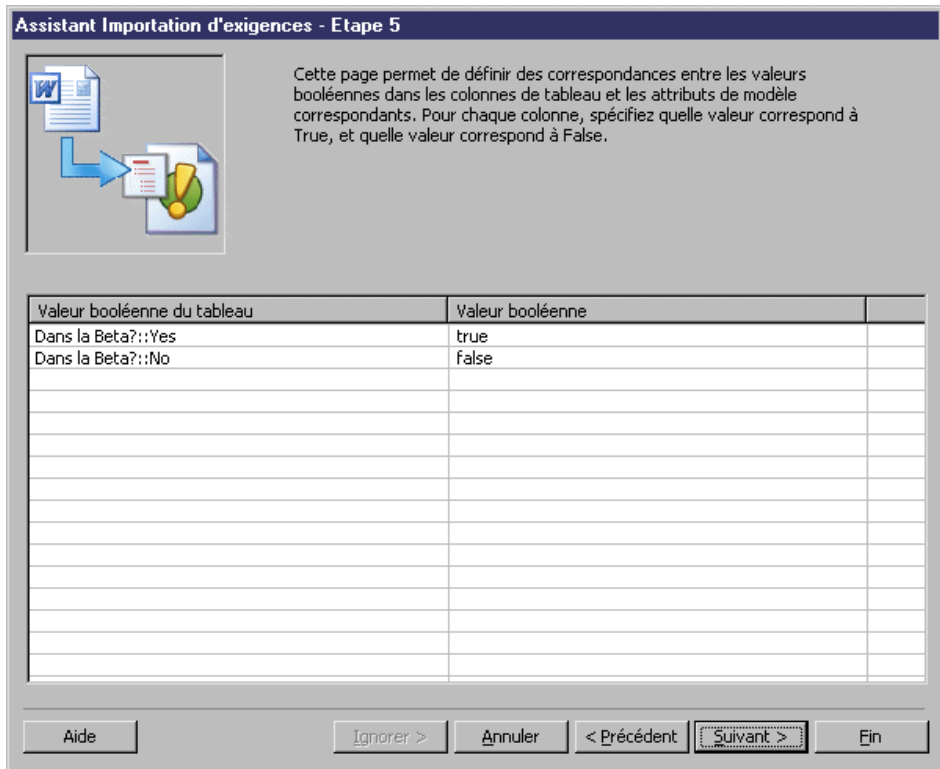 Assistant Importation d'exigences - Etape 5
W
Cette page permet de définir des correspondances entre les valeurs
booléennes dans les colonnes de tableau et les attributs de modèle
correspondants. Pour chaque colonne, spécifiez quelle valeur correspond à
True, et quelle valeur correspond à False.
Valeur booléenne du tableau Valeur booléenne
Dans la Beta?::Yes true
Dans la Beta?::No false
Aide Ignorer > Annuler < Précédent Suivant > Fin